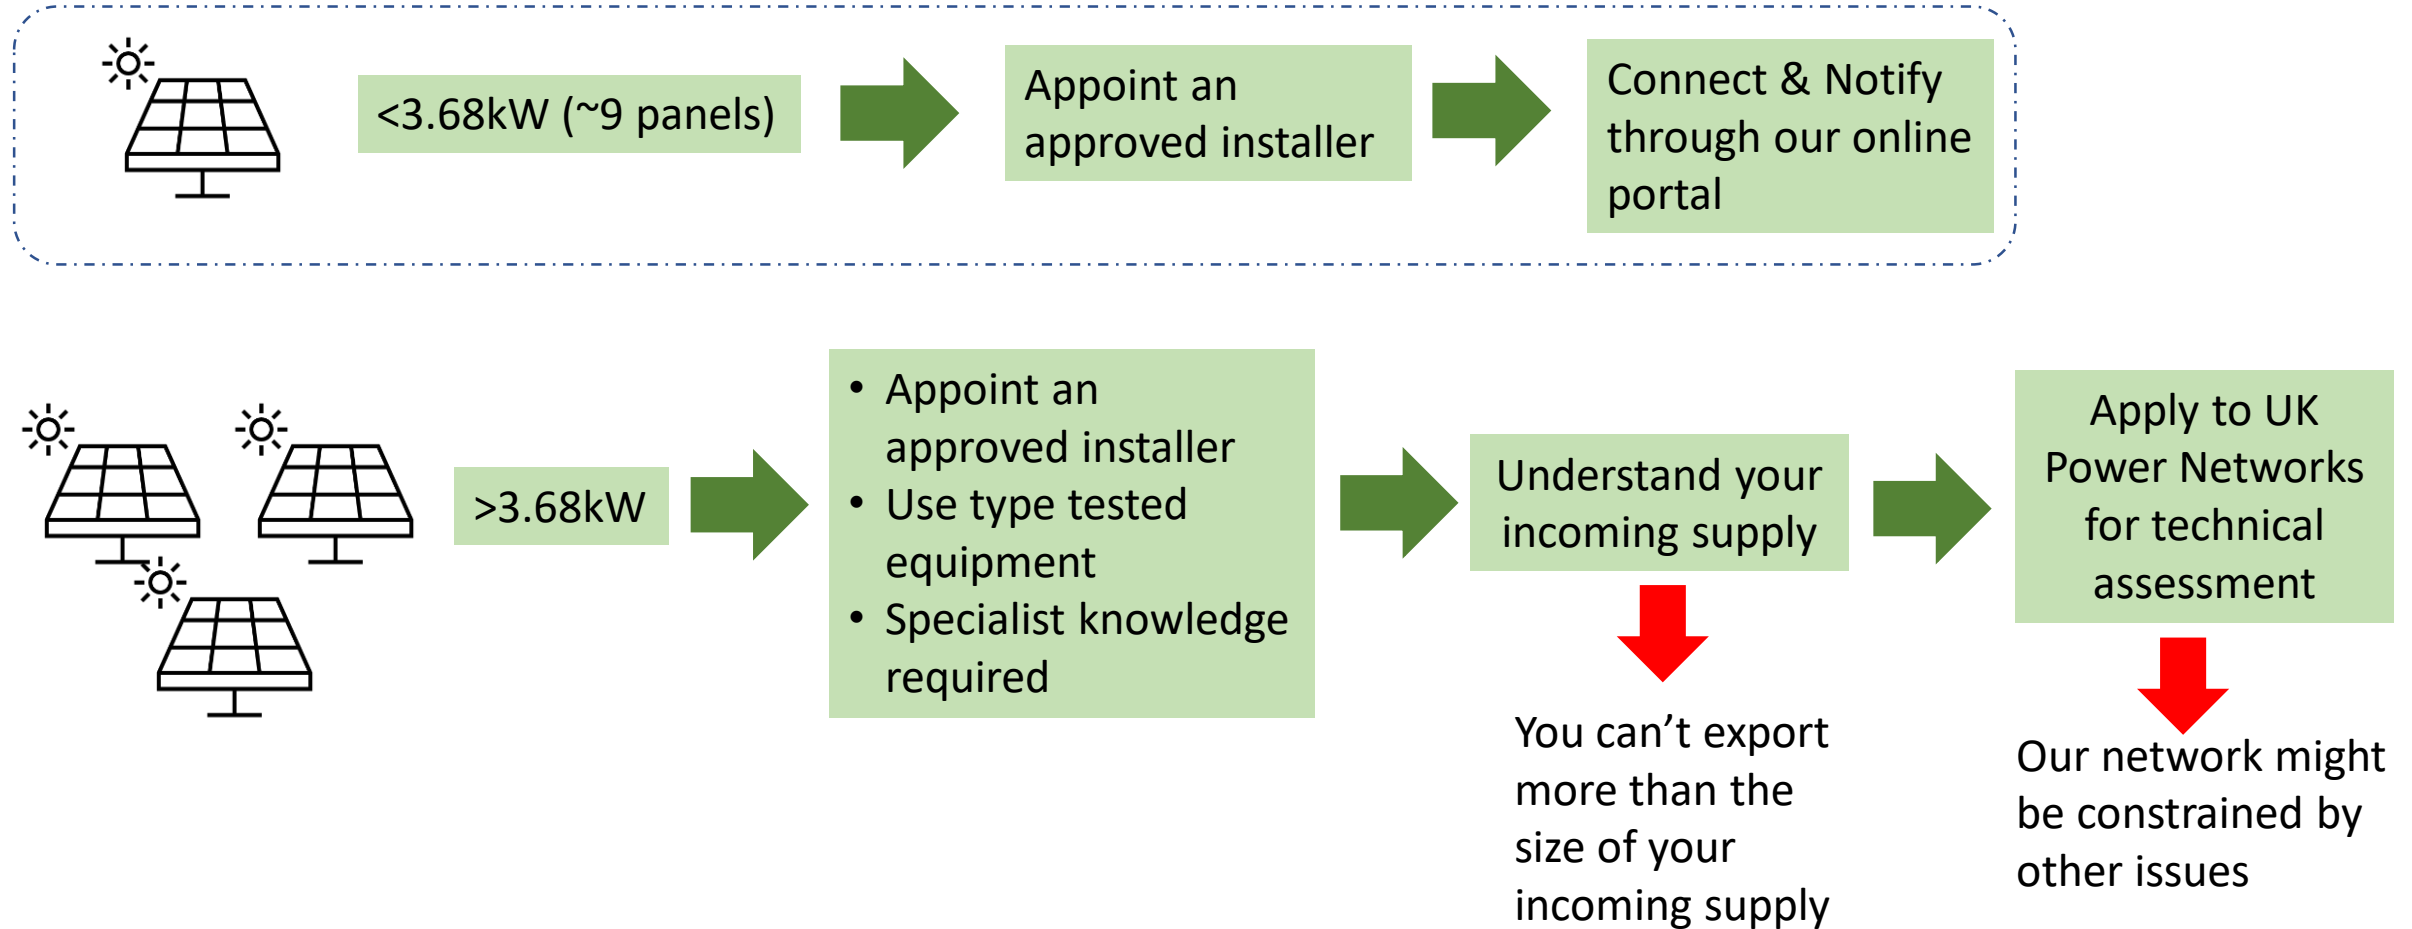 <3.68kW (~9 panels)
Appoint an
approved installer
Connect & Notify
through our online
portal
>3.68kW
• Appoint an
approved installer
• Use type tested
equipment
• Specialist knowledge
required
Understand your
incoming supply
Apply to UK
Power Networks
for technical
assessment
You can’t export
more than the
size of your
incoming supply
Our network might
be constrained by
other issues